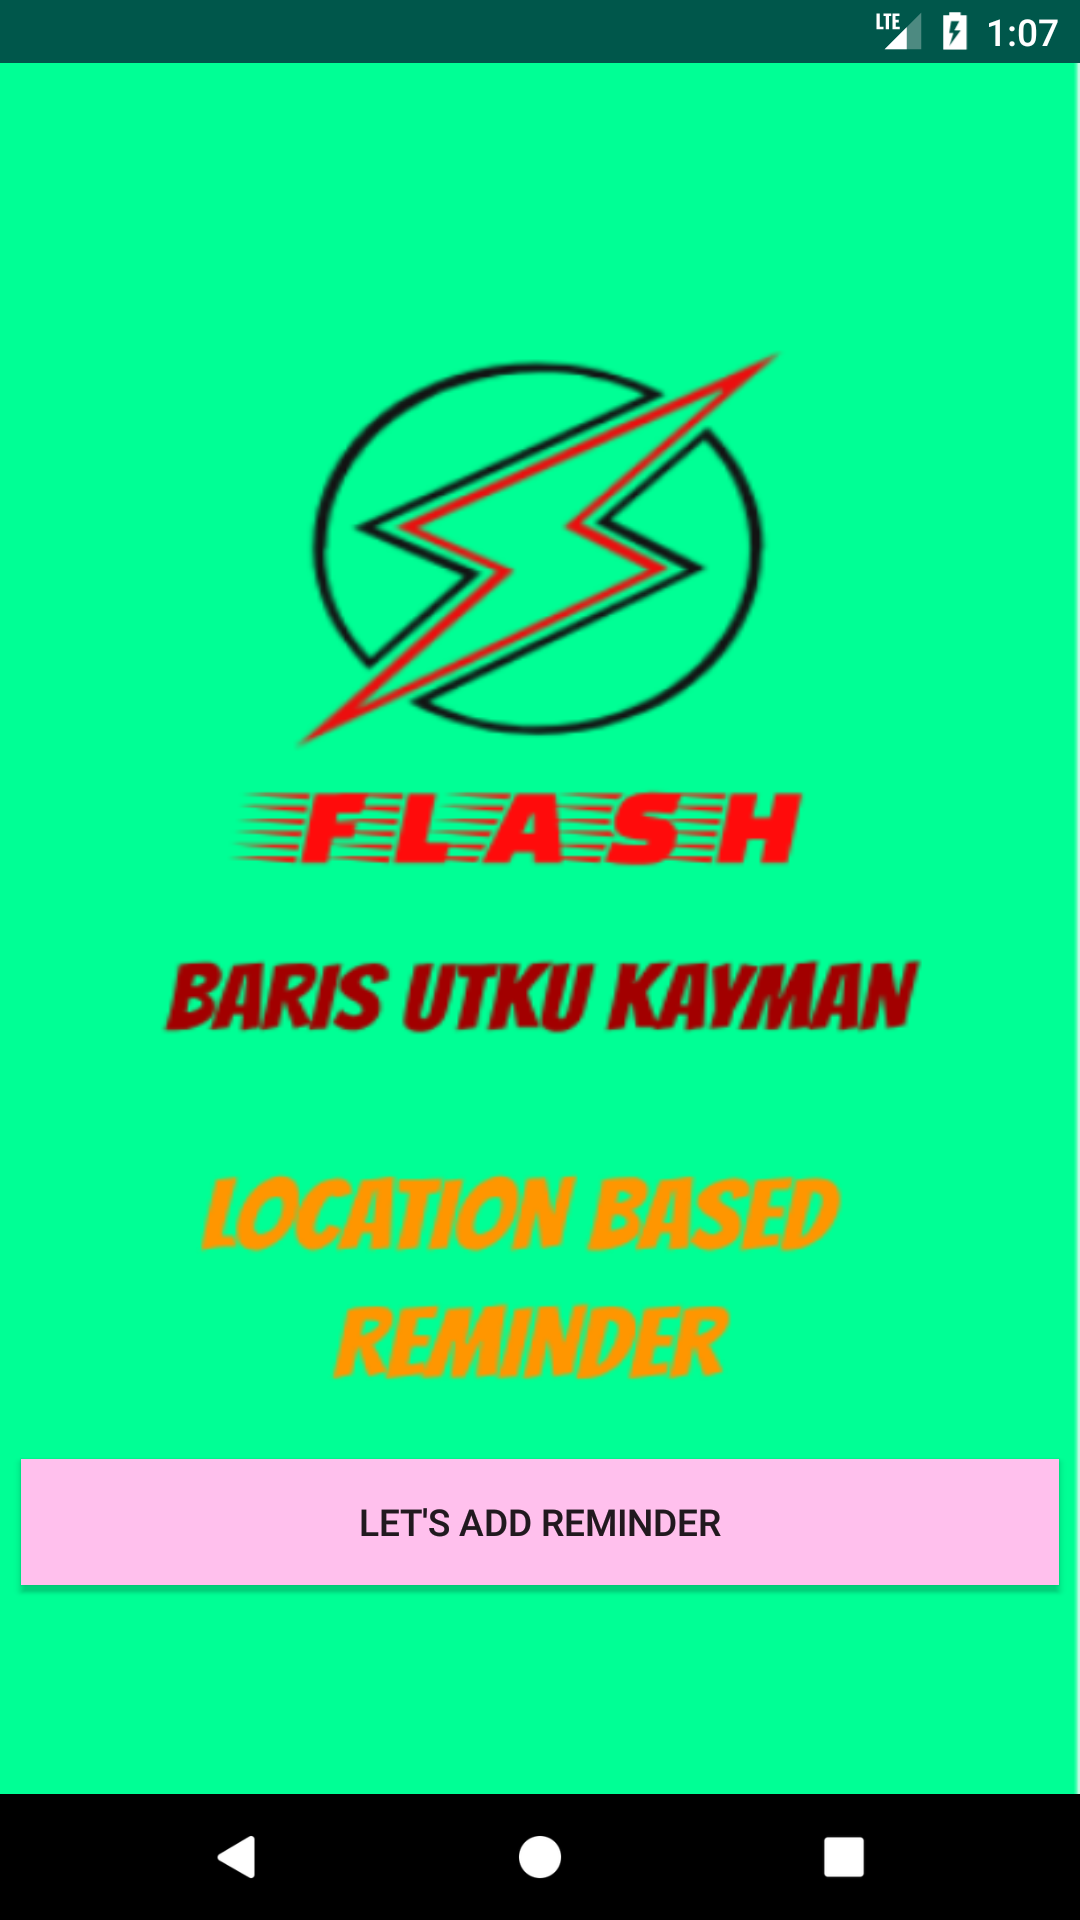 LTE 1:07
FLASH
BARIS UTKU KAYMAN
LOCATION BASED
REMINDER
LET'S ADD REMINDER